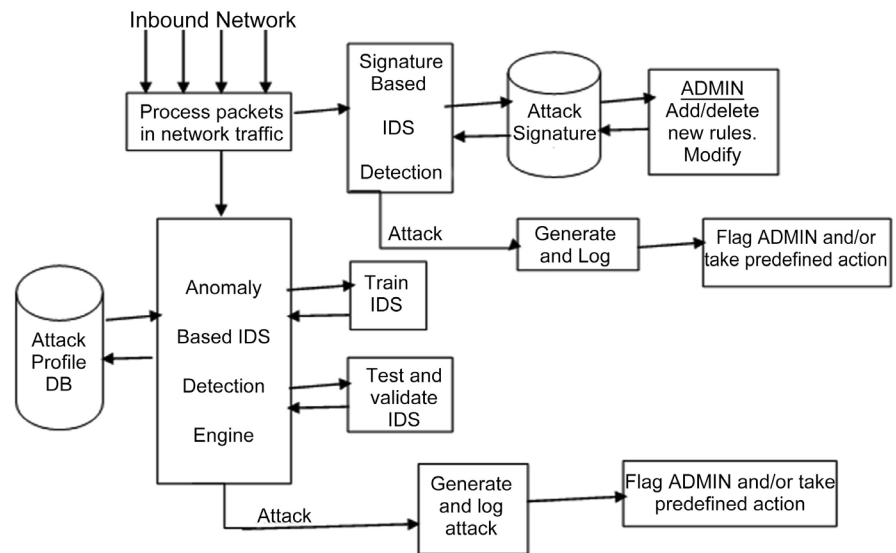 Inbound Network
Process packets
in network traffic
Signature
Based
IDS
Detection
Attack
Signature
ADMIN
Add/delete
new rules.
Modify
Attack
Generate
and Log
Flag ADMIN and/or
take predefined action
Attack
Profile
DB
Anomaly
Based IDS
Detection
Engine
Train
IDS
Test and
validate
IDS
Attack
Generate
and log
attack
Flag ADMIN and/or take
predefined action